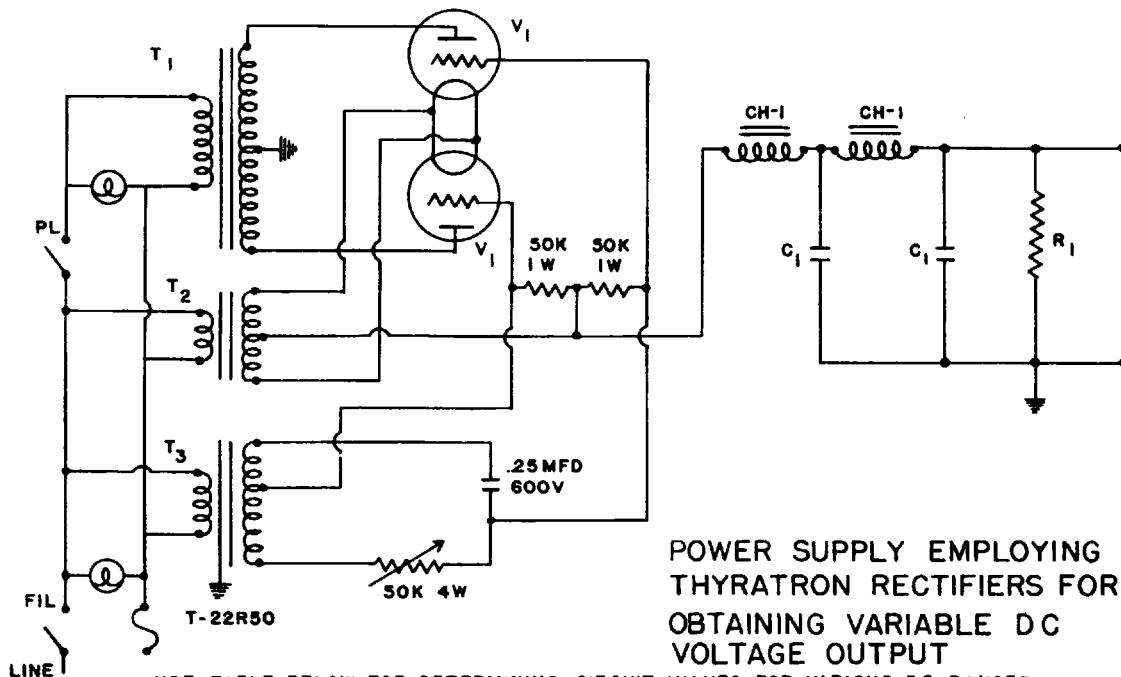 T1
V1
PL
V1
50K 1W
50K 1W
CH-1
CH-1
C1
C1
R1
T2
T3
.25MFD
600V
50K 4W
FIL
T-22R50
LINE
POWER SUPPLY EMPLOYING
THYRATRON RECTIFIERS FOR
OBTAINING VARIABLE DC
VOLTAGE OUTPUT